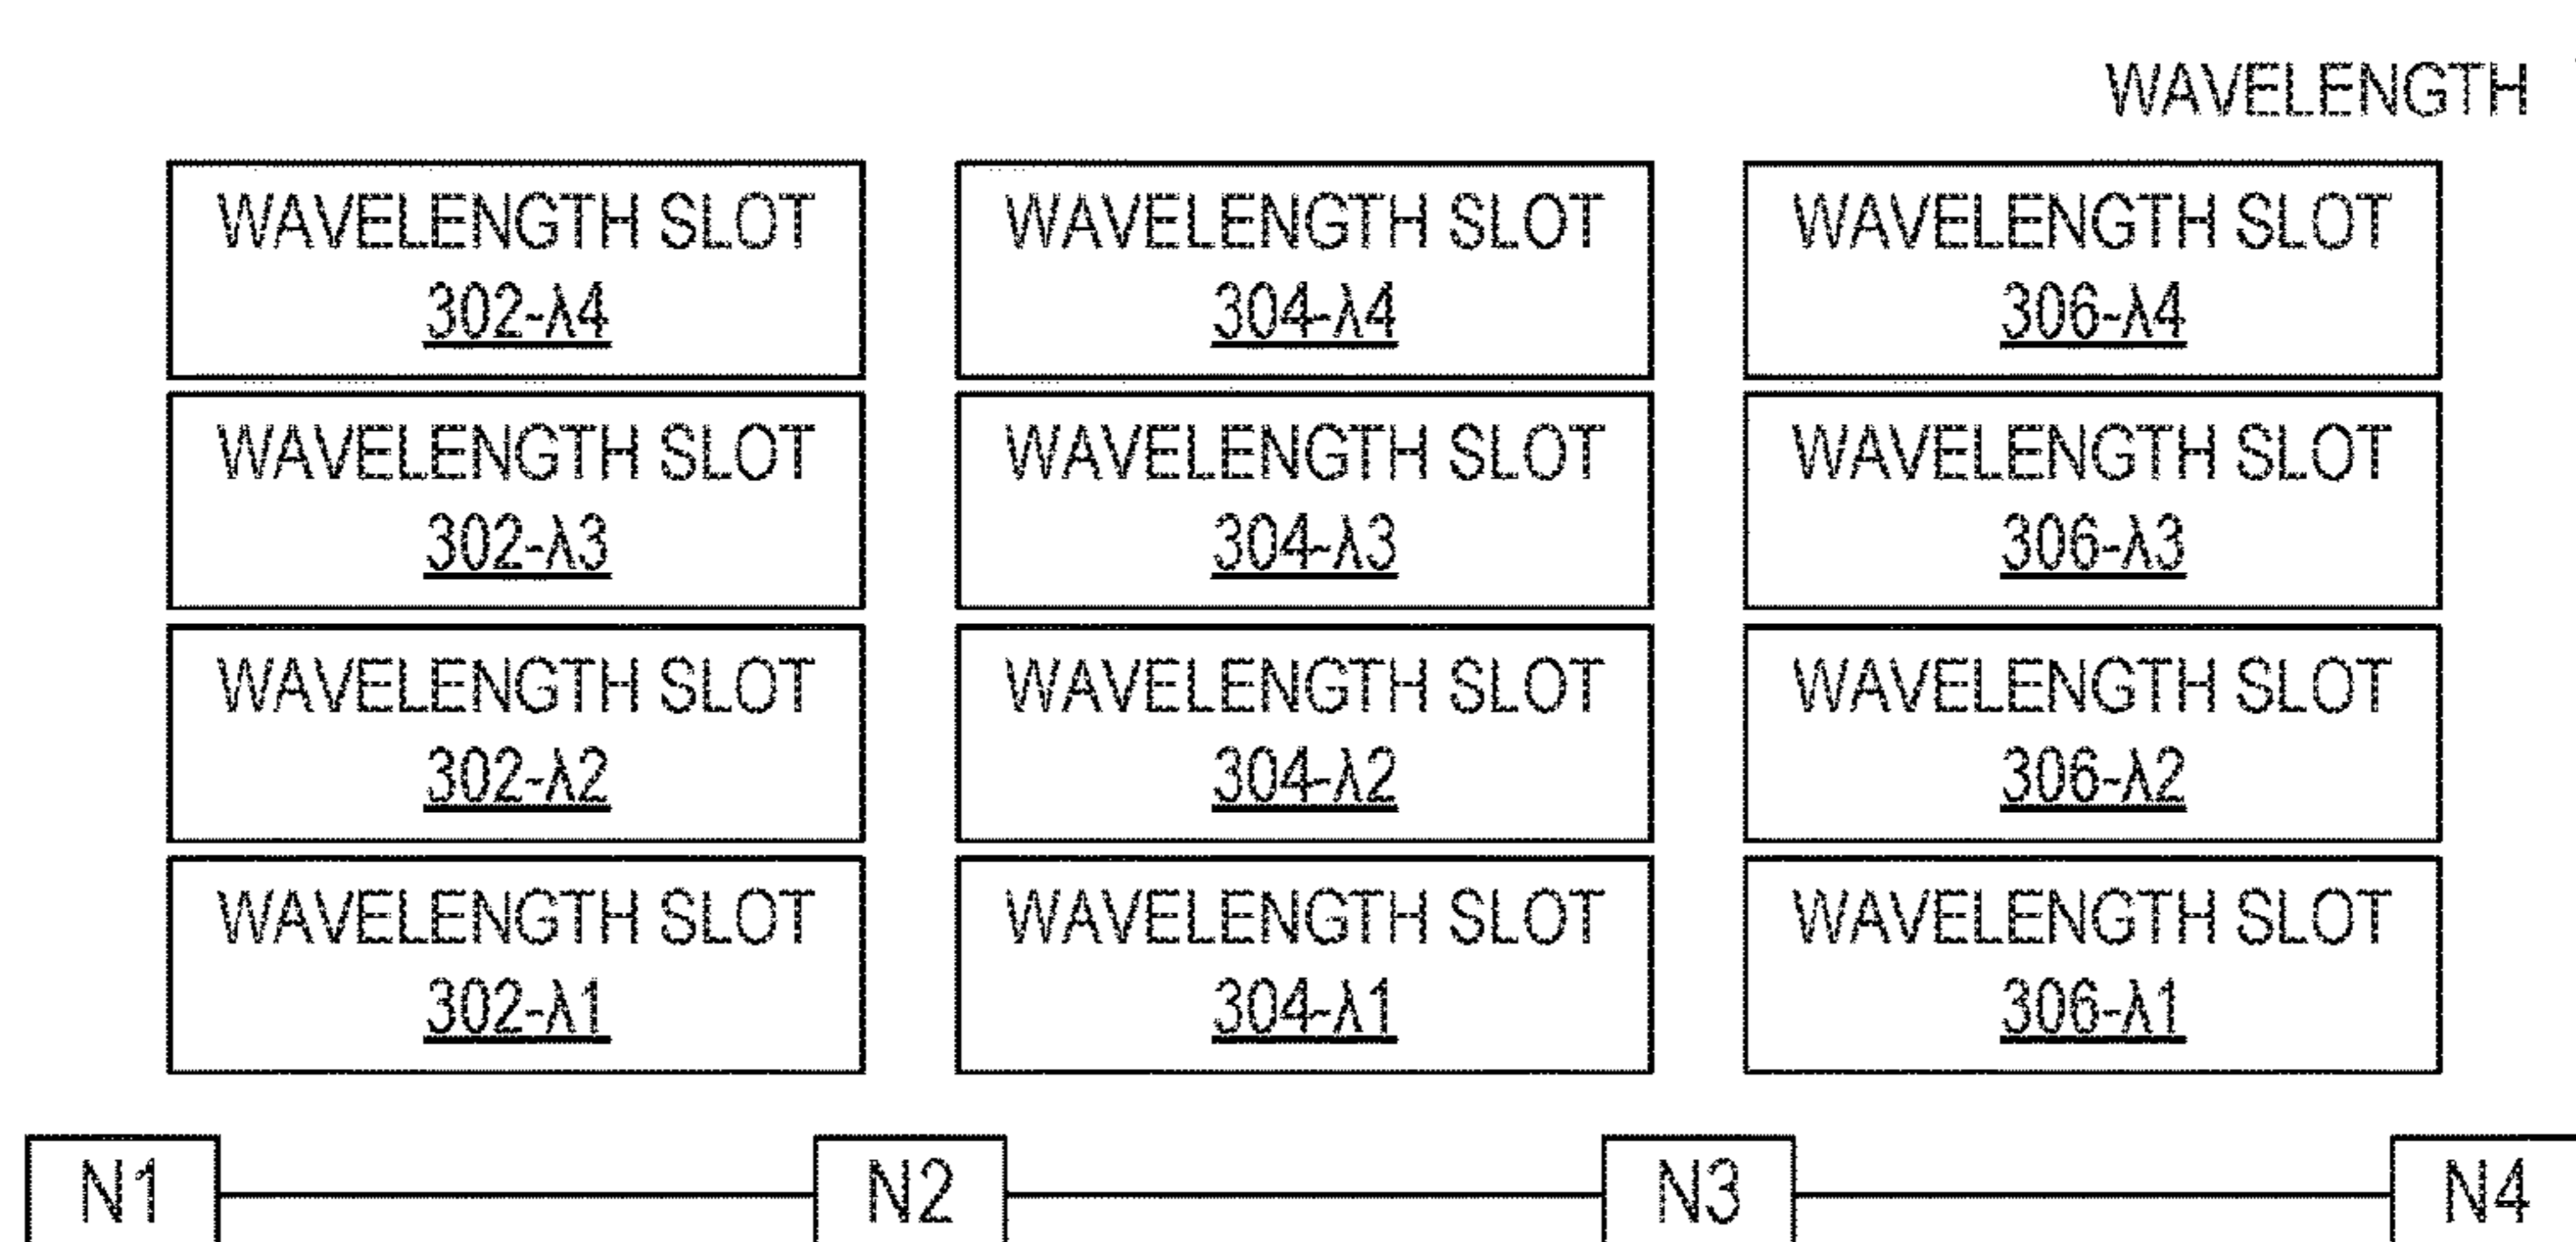 WAVELENGTH
WAVELENGTH SLOT WAVELENGTH SLOT WAVELENGTH SLOT
302-λ4 304-λ4 306-λ4
WAVELENGTH SLOT WAVELENGTH SLOT WAVELENGTH SLOT
302-λ3 304-λ3 306-λ3
WAVELENGTH SLOT WAVELENGTH SLOT WAVELENGTH SLOT
302-λ2 304-λ2 306-λ2
WAVELENGTH SLOT WAVELENGTH SLOT WAVELENGTH SLOT
302-λ1 304-λ1 306-λ1
N1 N2 N3 N4